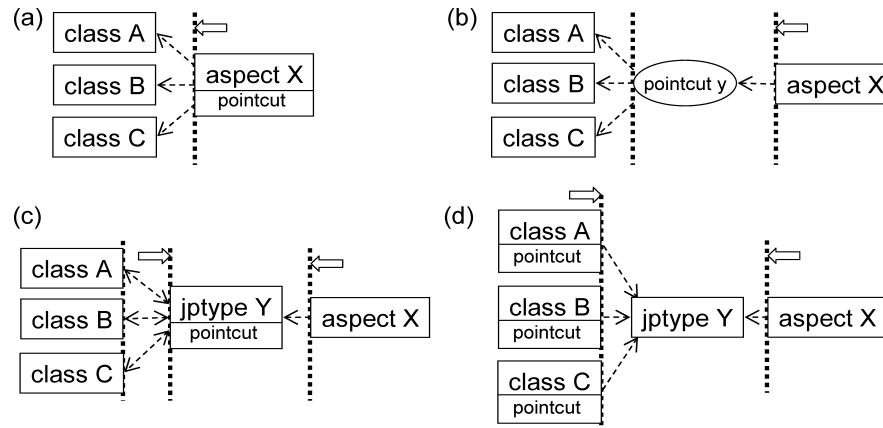 (a)
class A
class B
class C
aspect X
pointcut
(b)
class A
class B
class C
pointcut y
aspect X
(c)
class A
class B
class C
jptype Y
pointcut
aspect X
(d)
class A
pointcut
class B
pointcut
class C
pointcut
jptype Y
aspect X